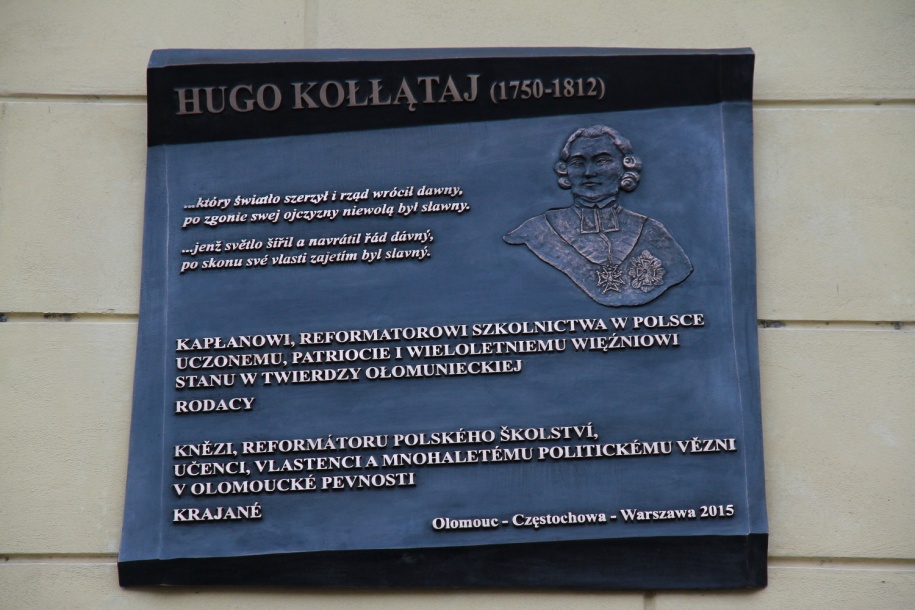 HUGO KOŁŁĄTAJ (1750-1812)
...który światło szerzył i rząd wrócił dawny,
po zgonie swej ojczyzny niewolą był sławny.
...jenž světlo šířil a navrátil řád dávný,
po skonu své vlasti zajetím byl slavný.
KAPŁANOWI, REFORMATOROWI SZKOLNICTWA W POLSCE
UCZONEMU, PATRIOCIE I WIELOLETNIEMU WIĘŹNIOWI
STANU W TWIERDZY OŁOMUNIECKIEJ
RODACY
KNĚZI, REFORMÁTORU POLSKÉHO ŠKOLSTVÍ,
UČENCI, VLASTENCI A MNOHALETÉMU POLITICKÉMU VĚZNI
V OLOMOUCKÉ PEVNOSTI
KRAJANÉ
Olomouc - Częstochowa - Warszawa 2015